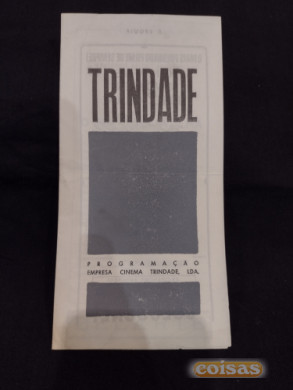 TRINDADE
PROGRAMAÇÃO
EMPRESA CINEMA TRINDADE, LDA.
coisas